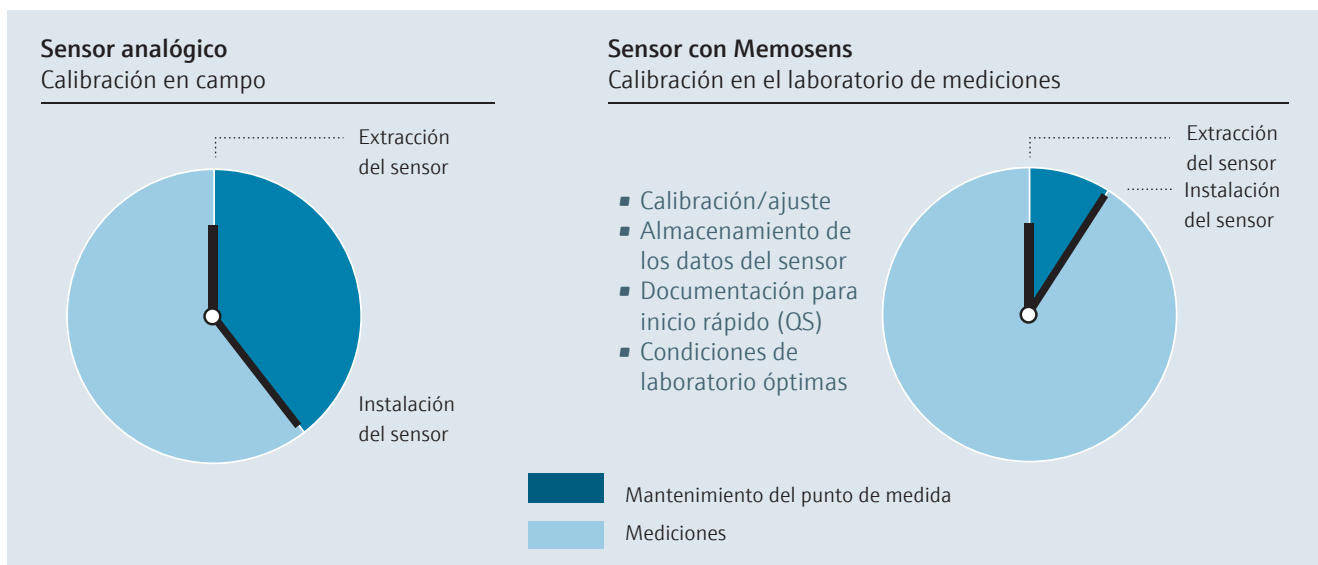 Sensor analógico
Calibración en campo
Extracción
del sensor
Instalación
del sensor
Sensor con Memosens
Calibración en el laboratorio de mediciones
▪ Calibración/ajuste
▪ Almacenamiento de
los datos del sensor
▪ Documentación para
inicio rápido (QS)
▪ Condiciones de
laboratorio óptimas
Extracción
del sensor
Instalación
del sensor
Mantenimiento del punto de medida
Mediciones